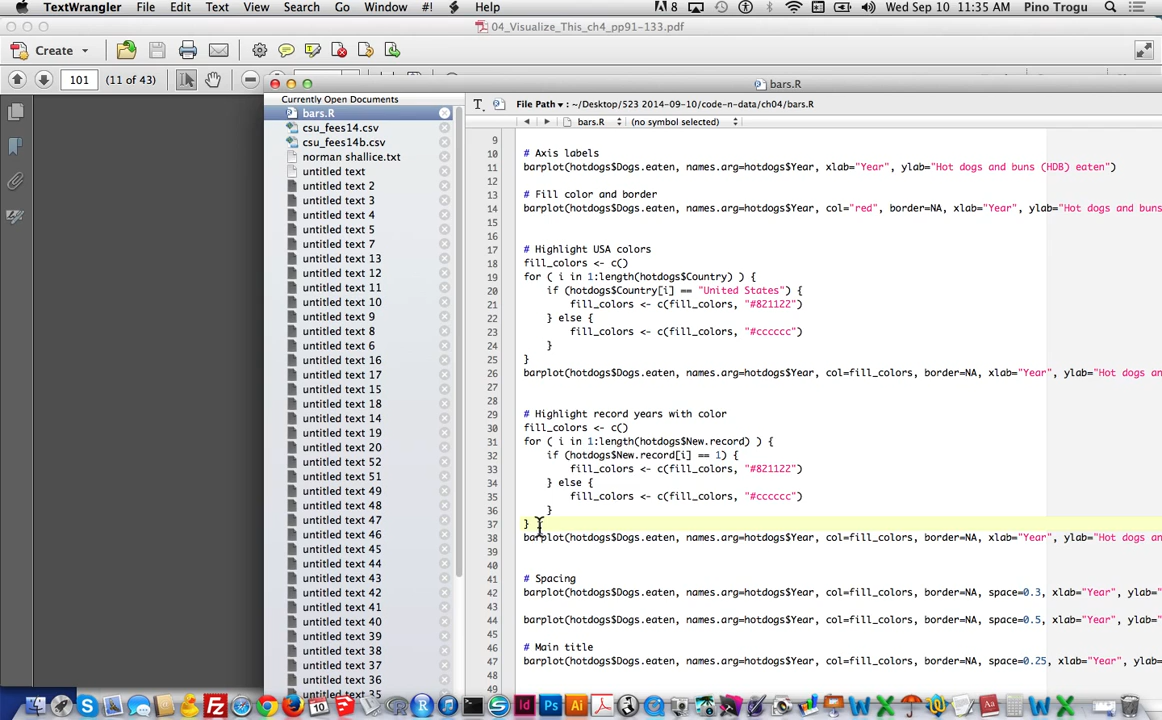 TextWrangler File Edit Text View Search Go Window #! Help 8 Wed Sep 10 11:35 AM Pino Trogu
04_Visualize_This_ch4_pp91-133.pdf
Create
101 (11 of 43)
bars.R
Currently Open Documents
File Path ▾ : ~/Desktop/523 2014-09-10/code-n-data/ch04/bars.R
bars.R (no symbol selected)
bars.R
csu_fees14.csv
csu_fees14b.csv
norman shallice.txt
untitled text
untitled text 2
untitled text 3
untitled text 4
untitled text 5
untitled text 7
untitled text 13
untitled text 12
untitled text 11
untitled text 10
untitled text 9
untitled text 8
untitled text 6
untitled text 16
untitled text 17
untitled text 15
untitled text 18
untitled text 14
untitled text 19
untitled text 20
untitled text 52
untitled text 51
untitled text 49
untitled text 48
untitled text 47
untitled text 46
untitled text 45
untitled text 44
untitled text 43
untitled text 42
untitled text 41
untitled text 40
untitled text 39
untitled text 38
untitled text 37
untitled text 36
untitled text 35
9
10 # Axis labels
11 barplot(hotdogs$Dogs.eaten, names.arg=hotdogs$Year, xlab="Year", ylab="Hot dogs and buns (HDB) eaten")
12
13 # Fill color and border
14 barplot(hotdogs$Dogs.eaten, names.arg=hotdogs$Year, col="red", border=NA, xlab="Year", ylab="Hot dogs and buns
15
16
17 # Highlight USA colors
18 fill_colors <- c()
19 for ( i in 1:length(hotdogs$Country) ) {
20 if (hotdogs$Country[i] == "United States") {
21 fill_colors <- c(fill_colors, "#821122")
22 } else {
23 fill_colors <- c(fill_colors, "#cccccc")
24 }
25 }
26 barplot(hotdogs$Dogs.eaten, names.arg=hotdogs$Year, col=fill_colors, border=NA, xlab="Year", ylab="Hot dogs an
27
28
29 # Highlight record years with color
30 fill_colors <- c()
31 for ( i in 1:length(hotdogs$New.record) ) {
32 if (hotdogs$New.record[i] == 1) {
33 fill_colors <- c(fill_colors, "#821122")
34 } else {
35 fill_colors <- c(fill_colors, "#cccccc")
36 }
37 }
38 barplot(hotdogs$Dogs.eaten, names.arg=hotdogs$Year, col=fill_colors, border=NA, xlab="Year", ylab="Hot dogs an
39
40
41 # Spacing
42 barplot(hotdogs$Dogs.eaten, names.arg=hotdogs$Year, col=fill_colors, border=NA, space=0.3, xlab="Year", ylab="
43
44 barplot(hotdogs$Dogs.eaten, names.arg=hotdogs$Year, col=fill_colors, border=NA, space=0.5, xlab="Year", ylab="
45
46 # Main title
47 barplot(hotdogs$Dogs.eaten, names.arg=hotdogs$Year, col=fill_colors, border=NA, space=0.25, xlab="Year", ylab=
48
49